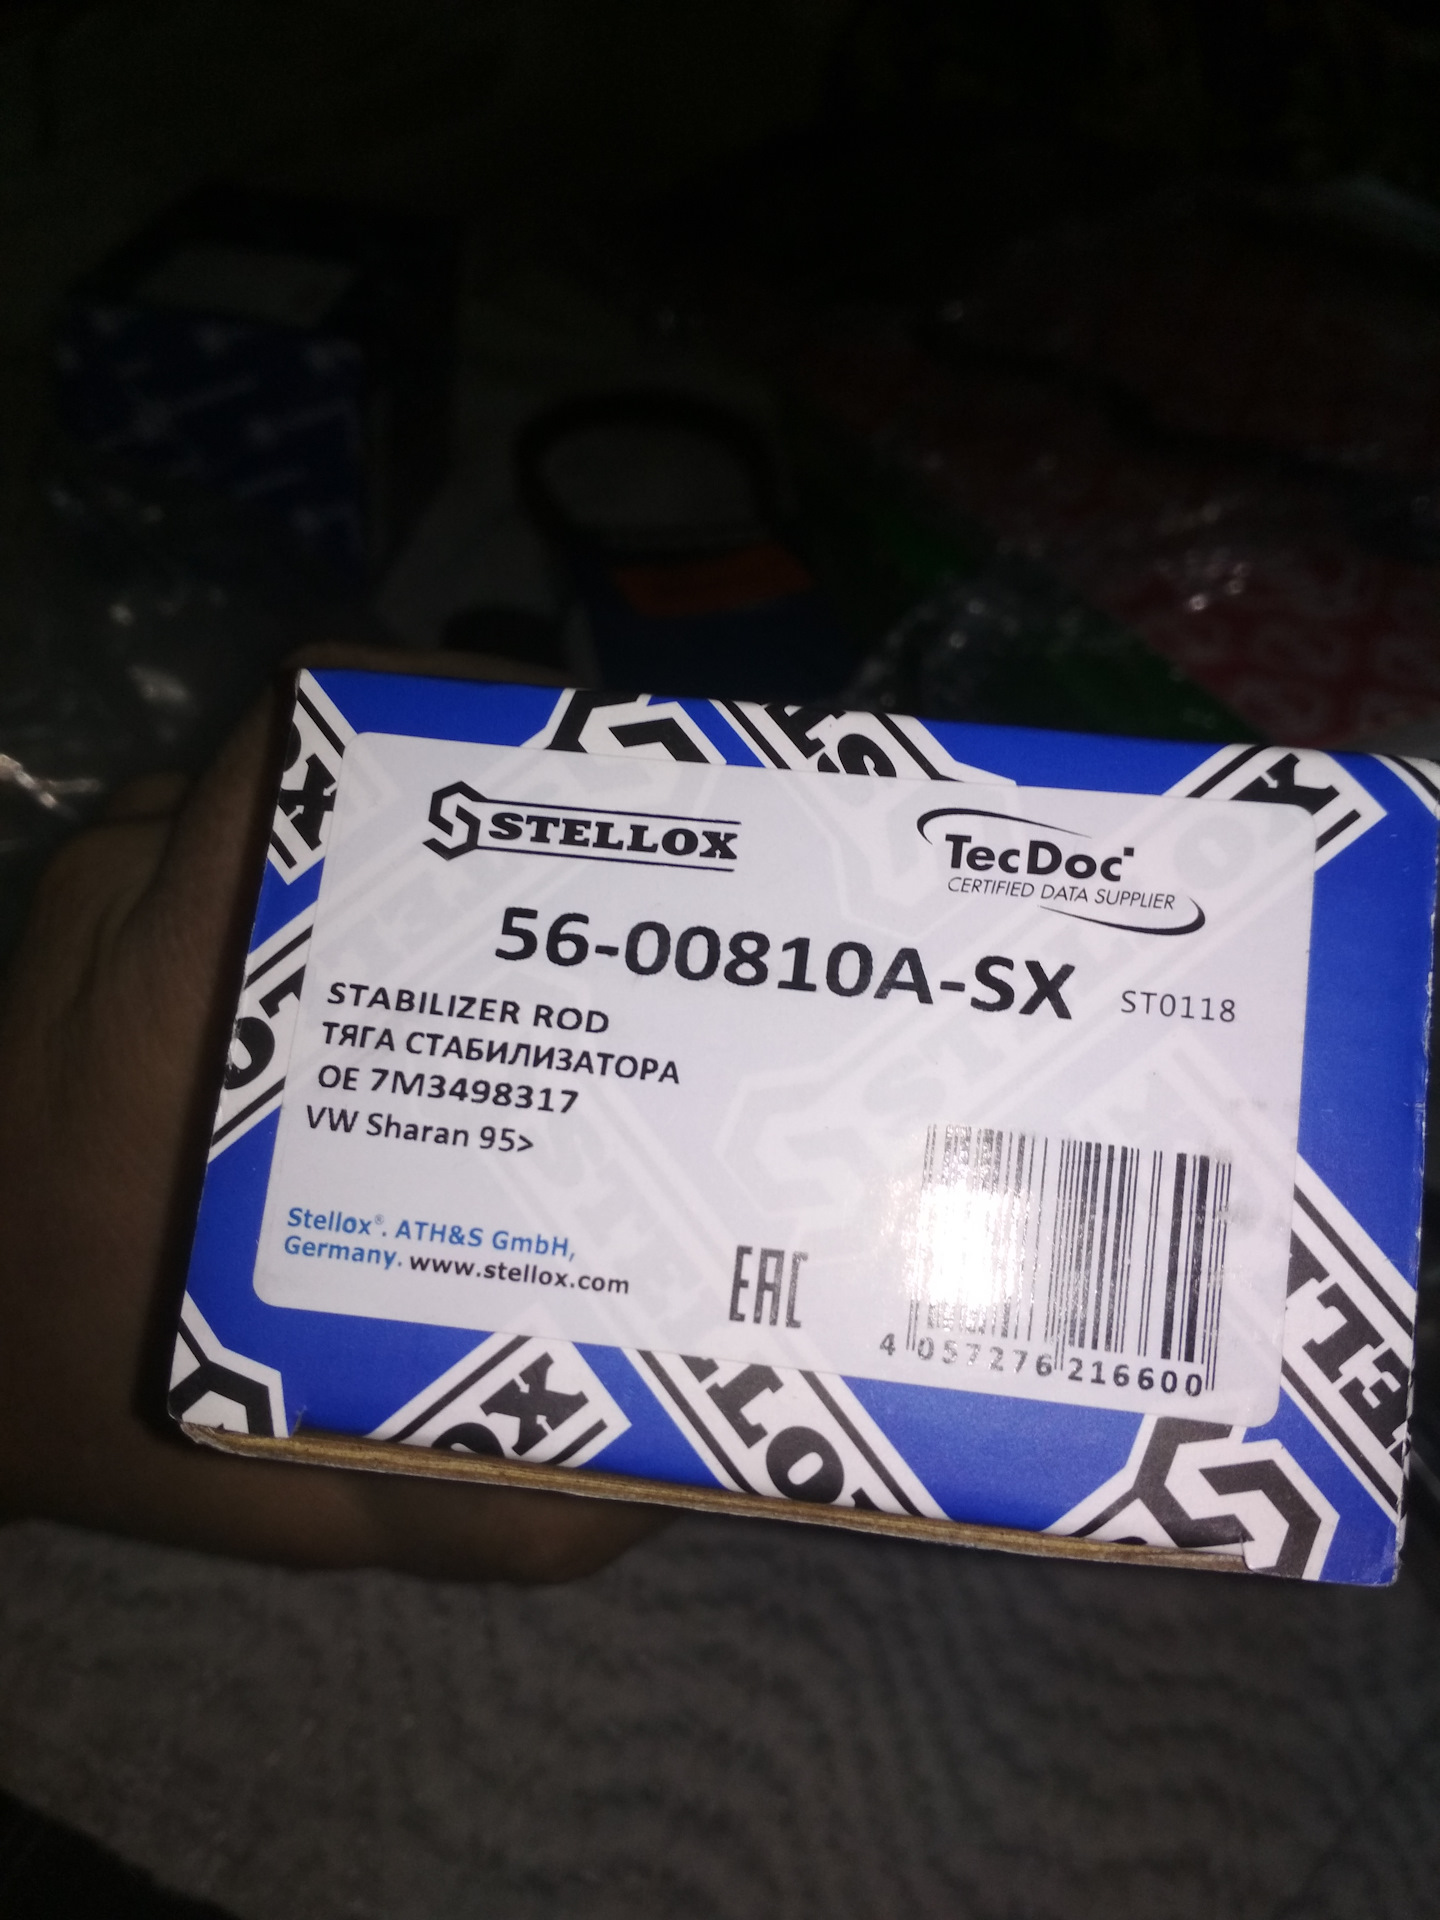 STELLOX
TecDoc
CERTIFIED DATA SUPPLIER
56-00810A-SX ST0118
STABILIZER ROD
ТЯГА СТАБИЛИЗАТОРА
OE 7M3498317
VW Sharan 95>
Stellox®. ATH&S GmbH,
Germany. www.stellox.com
EAC
4 057276 216600